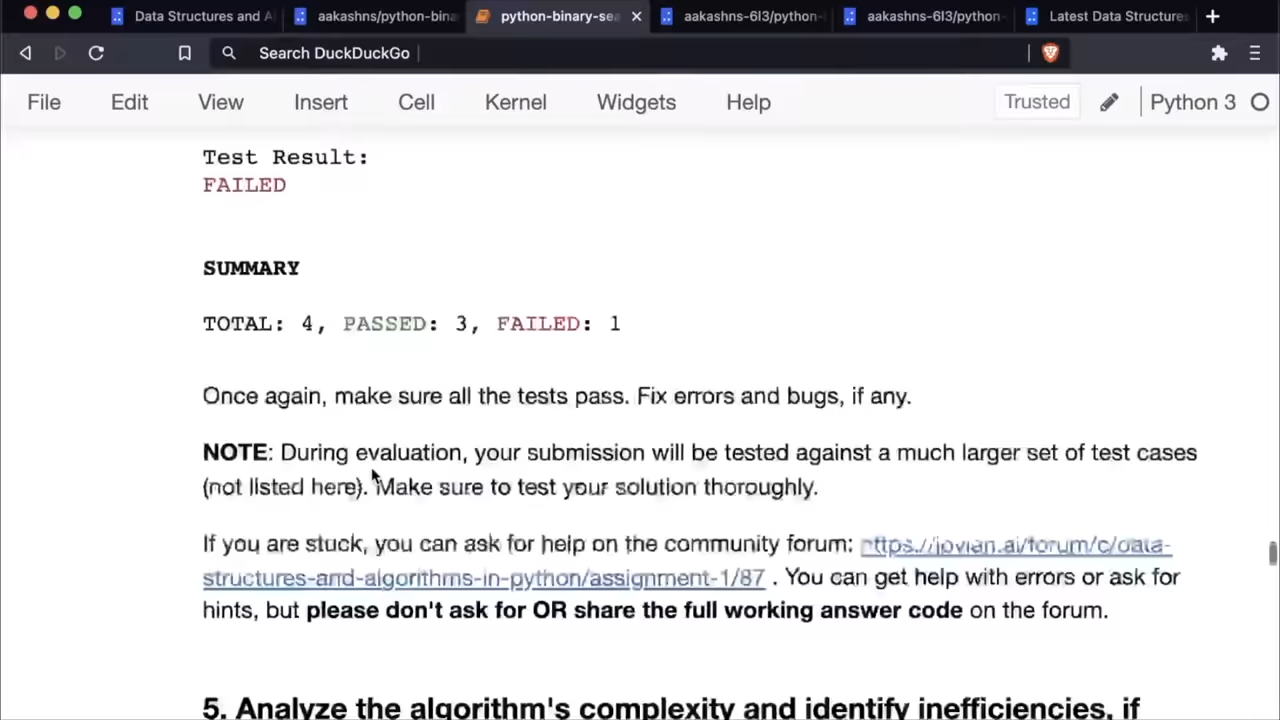 Data Structures and A
aakashns/python-bina
python-binary-sea
aakashns-6l3/python-
aakashns-6l3/python-
Latest Data Structures
Search DuckDuckGo
File Edit View Insert Cell Kernel Widgets Help Trusted Python 3
Test Result:
FAILED
SUMMARY
TOTAL: 4, PASSED: 3, FAILED: 1
Once again, make sure all the tests pass. Fix errors and bugs, if any.
NOTE: During evaluation, your submission will be tested against a much larger set of test cases
(not listed here). Make sure to test your solution thoroughly.
If you are stuck, you can ask for help on the community forum: https://jovian.ai/forum/c/data-
structures-and-algorithms-in-python/assignment-1/87 . You can get help with errors or ask for
hints, but please don't ask for OR share the full working answer code on the forum.
5. Analyze the algorithm's complexity and identify inefficiencies, if